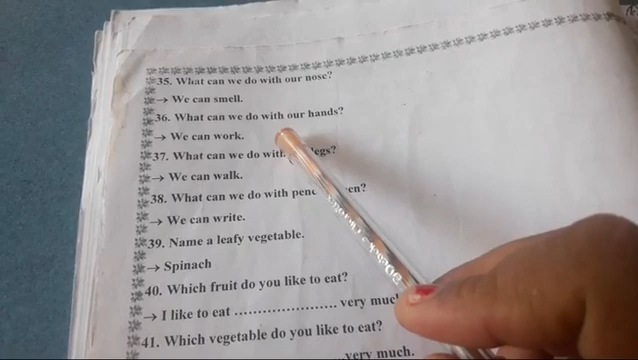 35. What can we do with our nose?
→ We can smell.
36. What can we do with our hands?
→ We can work.
37. What can we do with legs?
→ We can walk.
38. What can we do with
→ We can write.
39. Name a leafy vegetable.
→ Spinach
40. Which fruit do you like to eat?
→ I like to eat ..................... very much
41. Which vegetable do you like to eat?
very much.